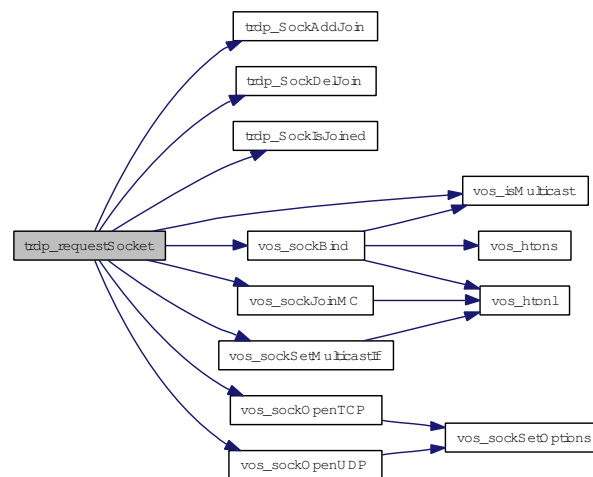 trdp_SockAddJoin
trdp_SockDelJoin
trdp_SockIsJoined
vos_isMulticast
trdp_requestSocket
vos_sockBind
vos_htons
vos_sockJoinMC
vos_htonl
vos_sockSetMulticastIf
vos_sockOpenTCP
vos_sockSetOptions
vos_sockOpenUDP